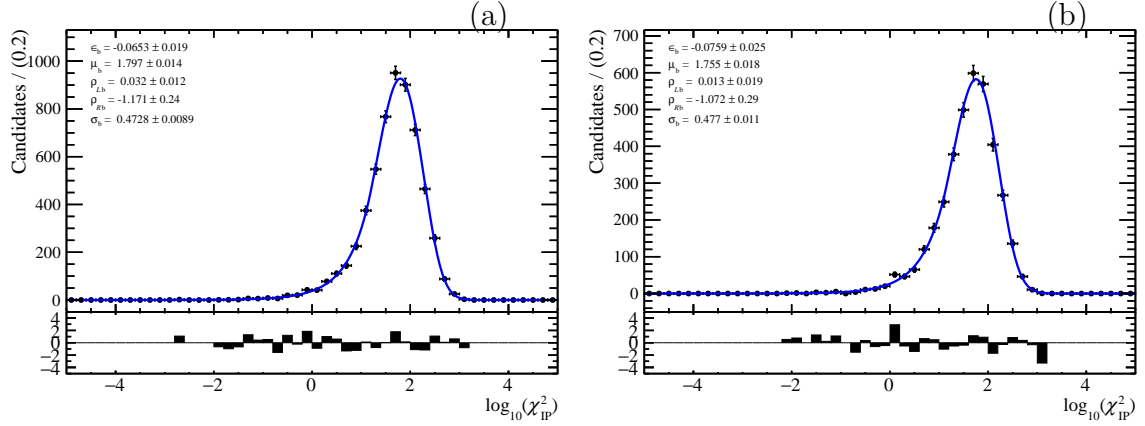 (a)
ϵ_b = -0.0653 ± 0.019
μ_b = 1.797 ± 0.014
ρ_Lb = 0.032 ± 0.012
ρ_Rb = -1.171 ± 0.24
σ_b = 0.4728 ± 0.0089
Candidates / (0.2)
1000
800
600
400
200
0
4
2
0
−2
−4
−4 −2 0 2 4
log₁₀(χ²_IP)
(b)
ϵ_b = -0.0759 ± 0.025
μ_b = 1.755 ± 0.018
ρ_Lb = 0.013 ± 0.019
ρ_Rb = -1.072 ± 0.29
σ_b = 0.477 ± 0.011
Candidates / (0.2)
700
600
500
400
300
200
100
0
4
2
0
−2
−4
−4 −2 0 2 4
log₁₀(χ²_IP)